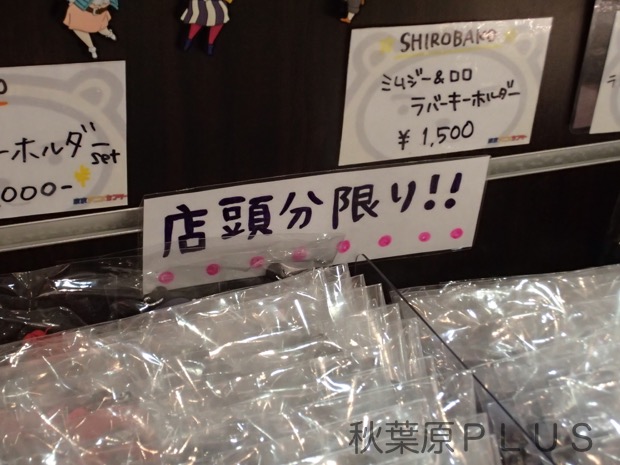 SHIROBAKO
ミムジー&ロロ
ラバーキーホルダー
¥1,500
ーホルダー
set
,000-
店頭分限り!!
秋葉原PLUS